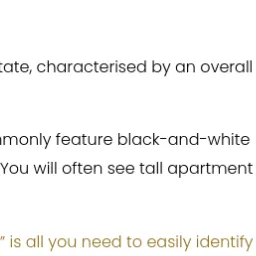 tate, characterised by an overall
mmonly feature black-and-white
You will often see tall apartment
” is all you need to easily identify